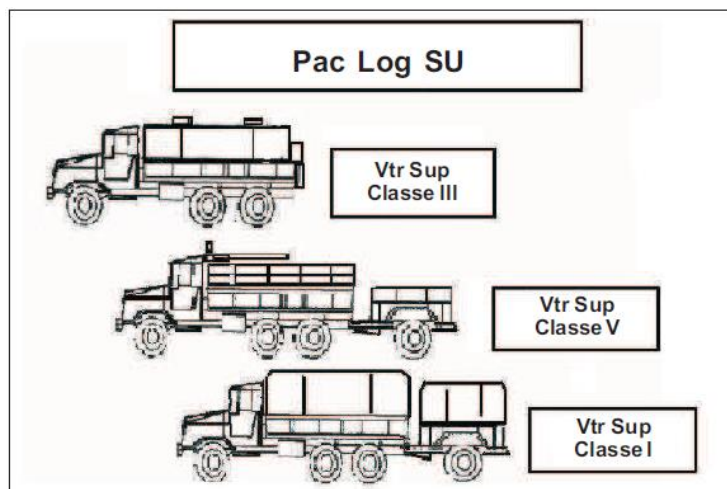 Pac Log SU
Vtr Sup
Classe III
Vtr Sup
Classe V
Vtr Sup
Classe I